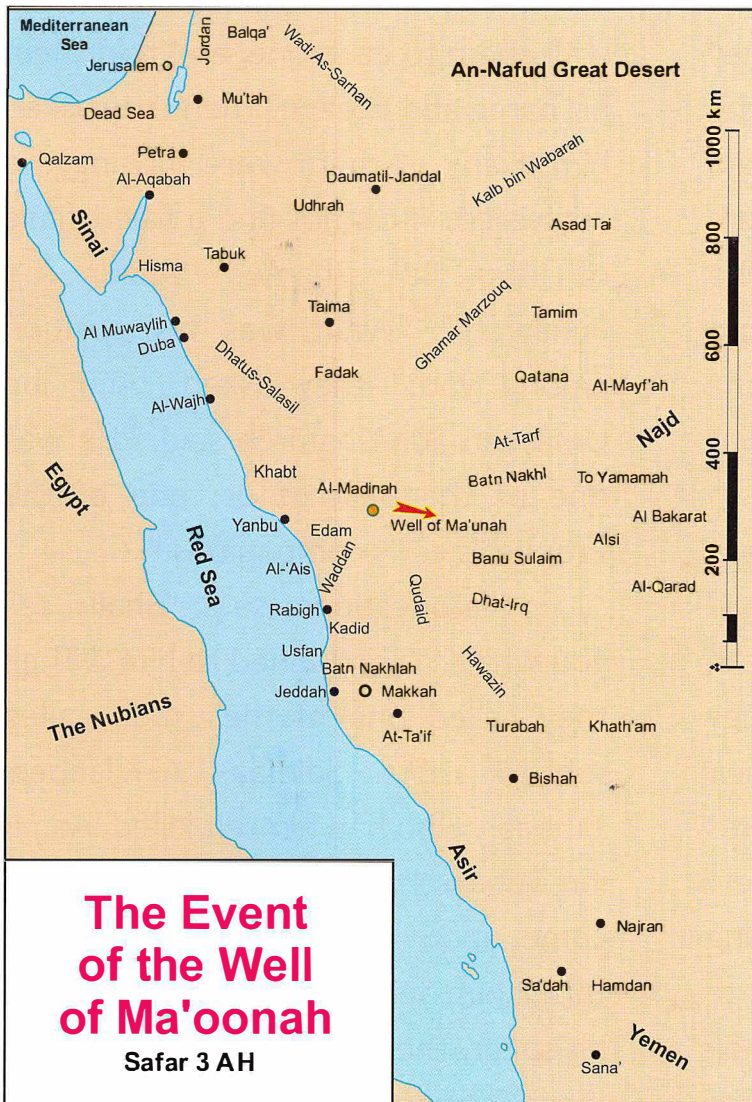 Mediterranean
Sea
Jordan
Balqa'
Wadi As-Sarhan
Jerusalem
An-Nafud Great Desert
Dead Sea
Mu'tah
1000 km
Qalzam
Petra
Al-Aqabah
Daumatil-Jandal
Kalb bin Wabarah
Udhrah
Sinai
Asad Tai
800
Hisma
Tabuk
Taima
Ghamar Marzouq
Tamim
Al Muwaylih
Duba
600
Dhatus-Salasil
Fadak
Qatana
Al-Mayf'ah
Al-Wajh
Najd
At-Tarf
400
Egypt
Khabt
Al-Madinah
Batn Nakhl
To Yamamah
Yanbu
Edam
Well of Ma'unah
Al Bakarat
Alsi
Red Sea
Al-'Ais
Waddan
Banu Sulaim
200
Qudaid
Al-Qarad
Dhat-Irq
Rabigh
Kadid
Usfan
Hawazin
Batn Nakhlah
Jeddah
Makkah
The Nubians
At-Ta'if
Turabah
Khath'am
Bishah
Asir
The Event
of the Well
of Ma'oonah
Safar 3 AH
Najran
Sa'dah
Hamdan
Yemen
Sana'